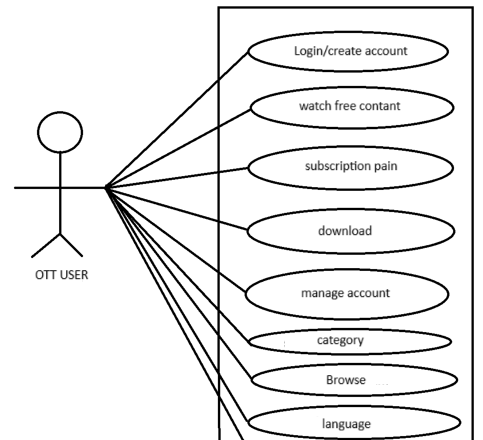 Login/create account
watch free contant
subscription pain
download
OTT USER
manage account
category
Browse
language